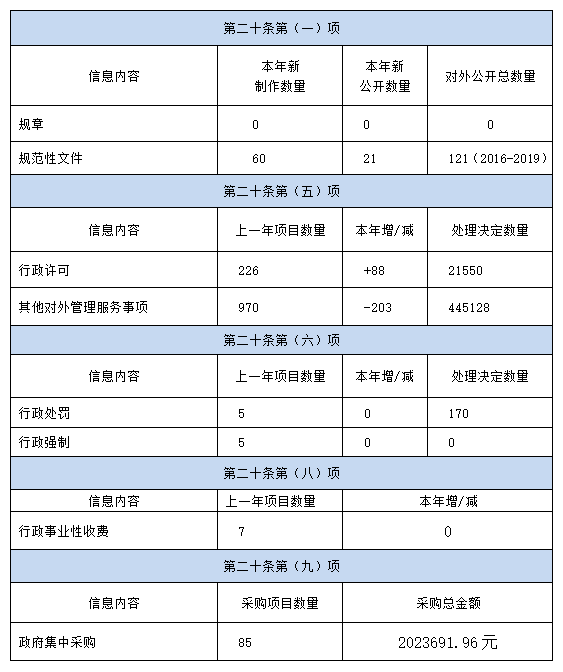 第二十条第（一）项
信息内容 本年新制作数量 本年新公开数量 对外公开总数量
规章 0 0 0
规范性文件 60 21 121（2016-2019）
第二十条第（五）项
信息内容 上一年项目数量 本年增/减 处理决定数量
行政许可 226 +88 21550
其他对外管理服务事项 970 -203 445128
第二十条第（六）项
信息内容 上一年项目数量 本年增/减 处理决定数量
行政处罚 5 0 170
行政强制 5 0 0
第二十条第（八）项
信息内容 上一年项目数量 本年增/减
行政事业性收费 7 0
第二十条第（九）项
信息内容 采购项目数量 采购总金额
政府集中采购 85 2023691.96元